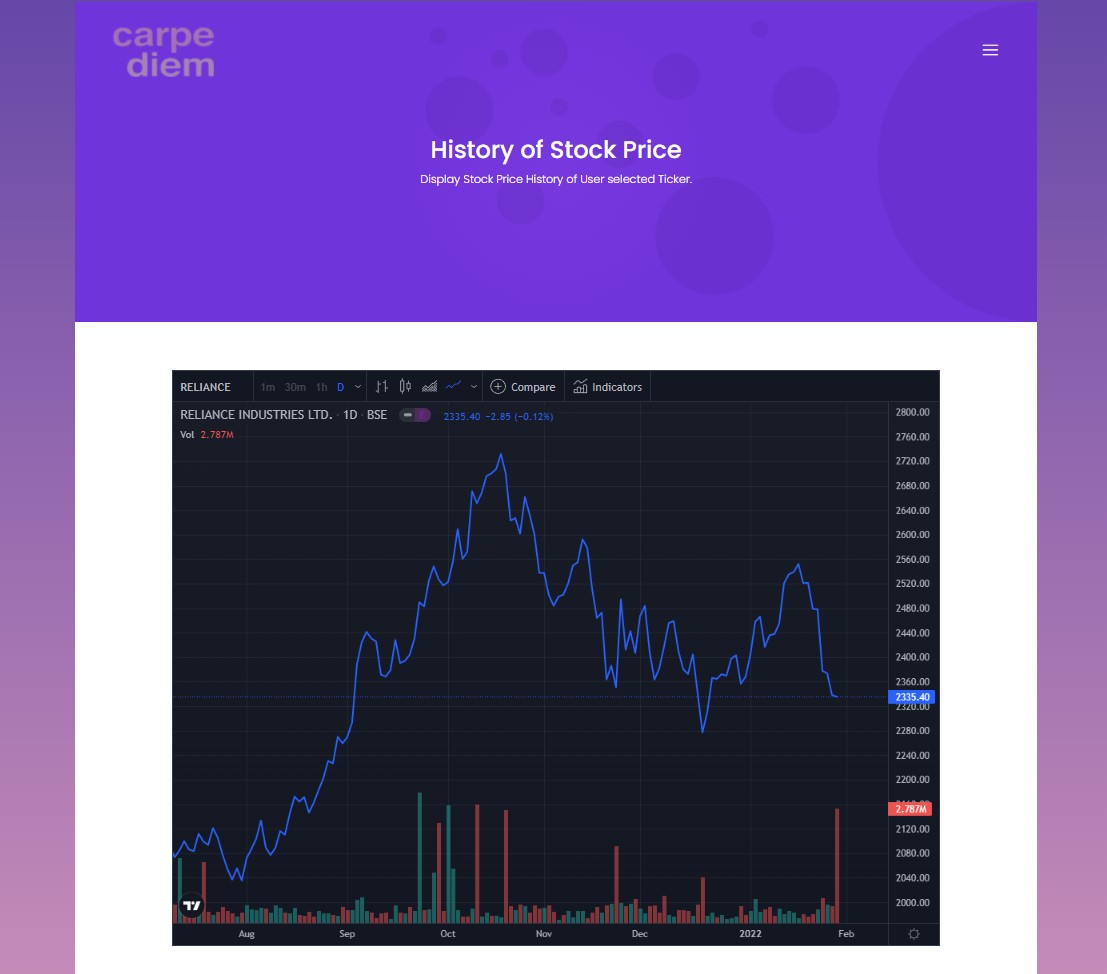 carpe
diem
History of Stock Price
Display Stock Price History of User selected Ticker.
RELIANCE 1m 30m 1h D Compare Indicators
RELIANCE INDUSTRIES LTD. · 1D · BSE 2335.40 −2.85 (−0.12%)
Vol 2.787M
2800.00
2760.00
2720.00
2680.00
2640.00
2600.00
2560.00
2520.00
2480.00
2440.00
2400.00
2360.00
2335.40
2320.00
2280.00
2240.00
2200.00
2.787M
2120.00
2080.00
2040.00
2000.00
Aug Sep Oct Nov Dec 2022 Feb